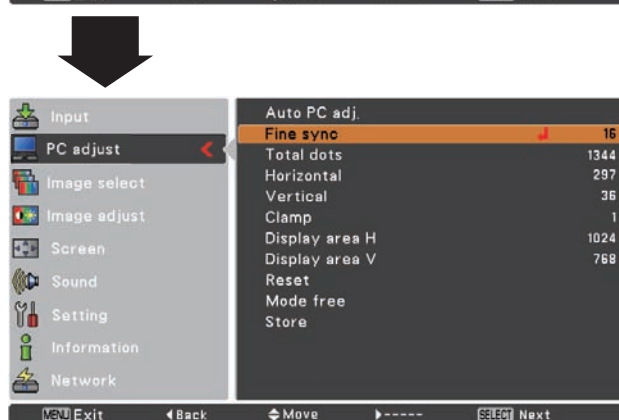 Input
PC adjust
Image select
Image adjust
Screen
Sound
Setting
Information
Network
Auto PC adj.
Fine sync 16
Total dots 1344
Horizontal 297
Vertical 36
Clamp 1
Display area H 1024
Display area V 768
Reset
Mode free
Store
MENU Exit ◀Back Move ▶----- SELECT Next